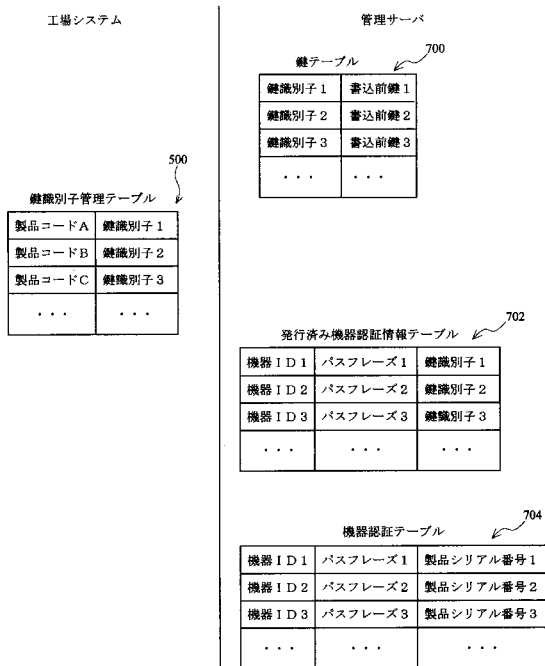 工場システム
管理サーバ
鍵テーブル
700
鍵識別子1 書込前鍵1
鍵識別子2 書込前鍵2
鍵識別子3 書込前鍵3
・・・ ・・・
500
鍵識別子管理テーブル
製品コードA 鍵識別子1
製品コードB 鍵識別子2
製品コードC 鍵識別子3
・・・ ・・・
発行済み機器認証情報テーブル
702
機器ID1 パスフレーズ1 鍵識別子1
機器ID2 パスフレーズ2 鍵識別子2
機器ID3 パスフレーズ3 鍵識別子3
・・・ ・・・ ・・・
機器認証テーブル
704
機器ID1 パスフレーズ1 製品シリアル番号1
機器ID2 パスフレーズ2 製品シリアル番号2
機器ID3 パスフレーズ3 製品シリアル番号3
・・・ ・・・ ・・・